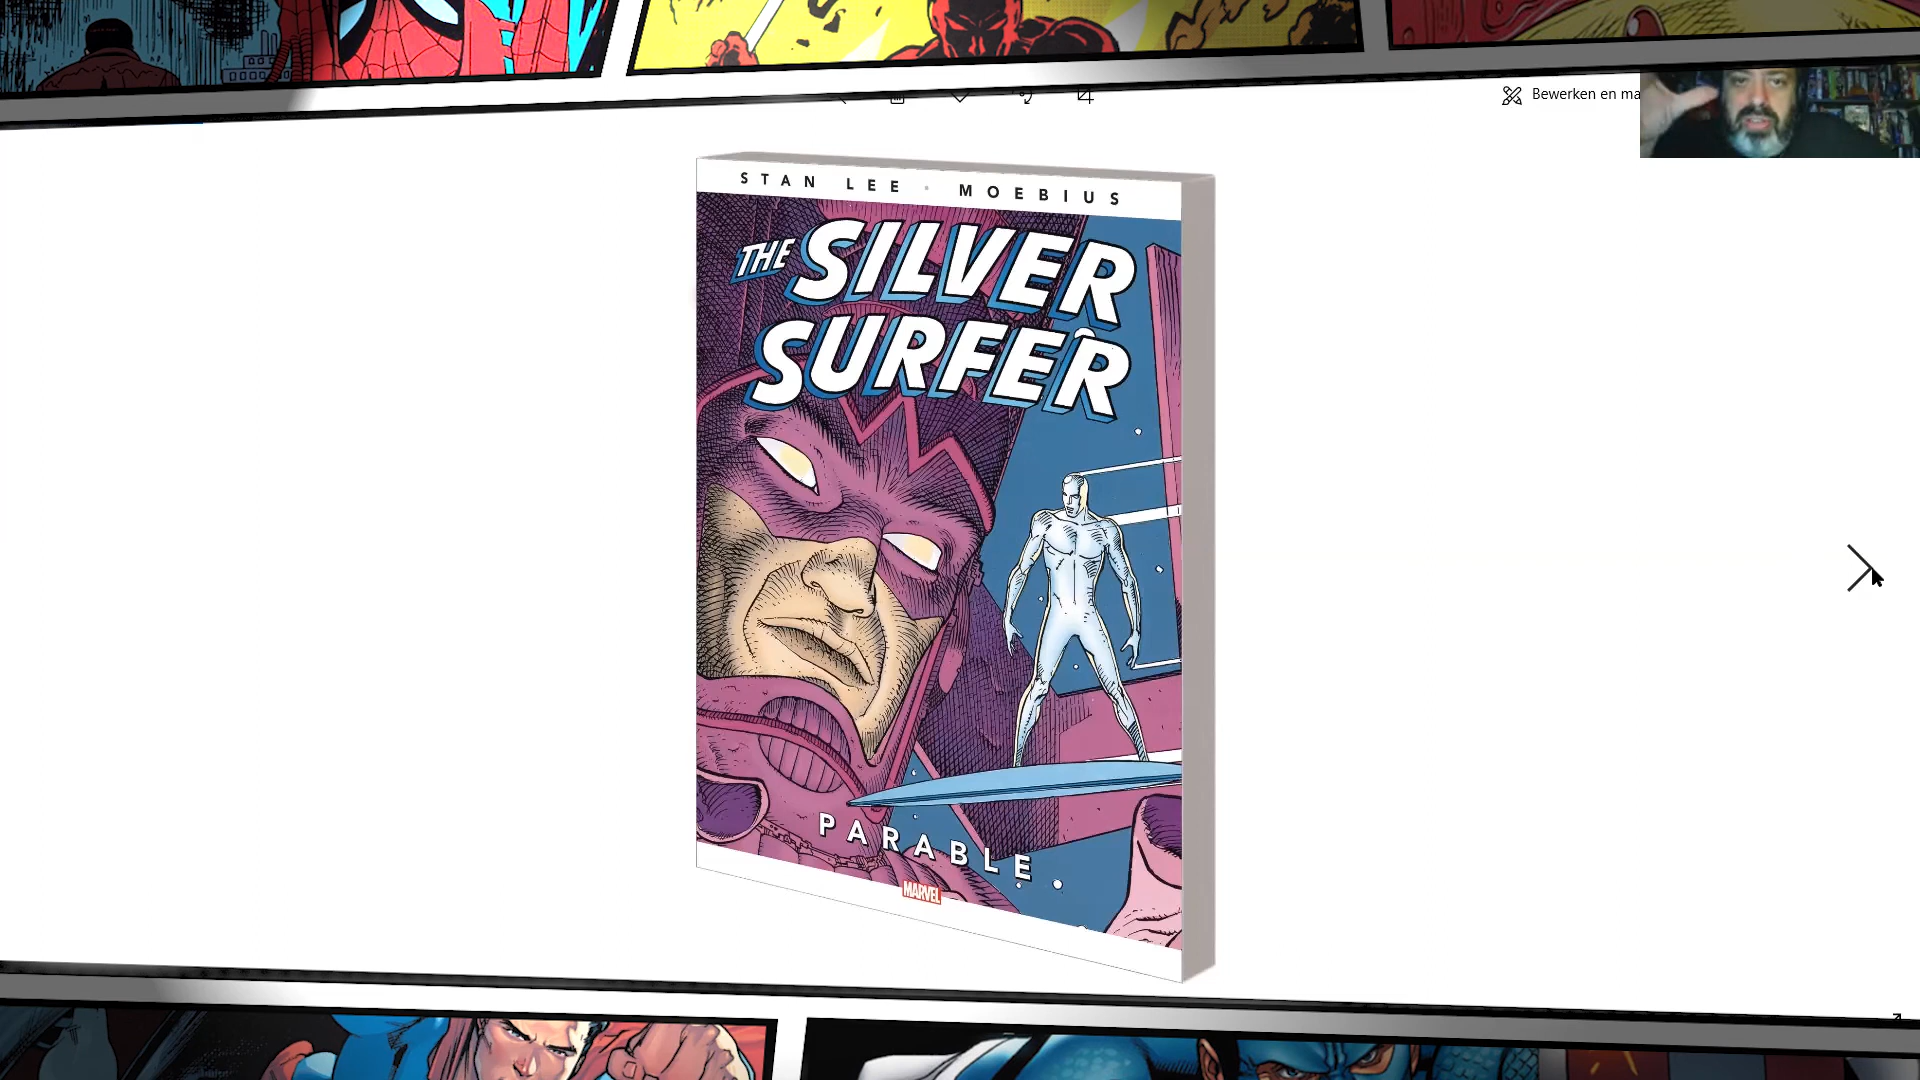 Bewerken en ma
STAN LEE · MOEBIUS
THE SILVER
SURFER
PARABLE
MARVEL